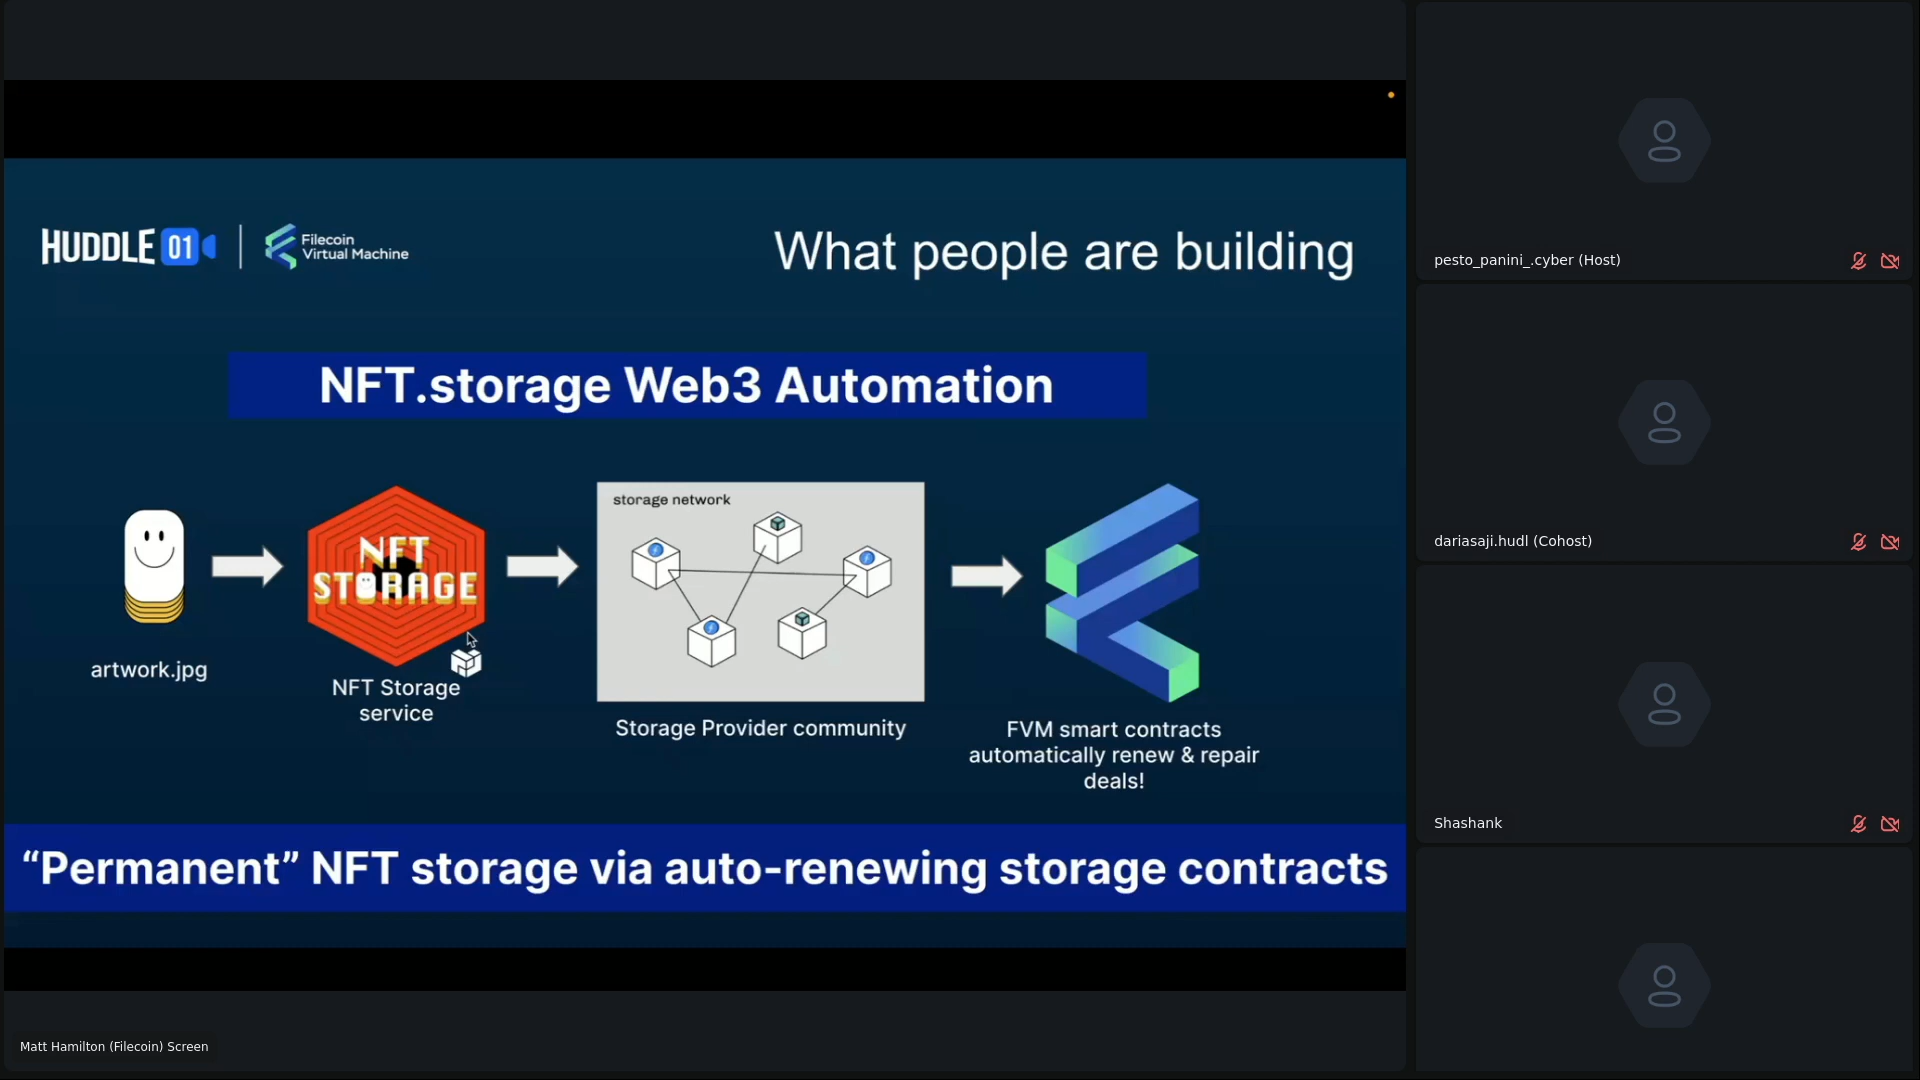 HUDDLE 01
Filecoin
Virtual Machine
What people are building
NFT.storage Web3 Automation
artwork.jpg
NFT
STORAGE
NFT Storage
service
storage network
Storage Provider community
FVM smart contracts
automatically renew & repair
deals!
“Permanent” NFT storage via auto-renewing storage contracts
Matt Hamilton (Filecoin) Screen
pesto_panini_.cyber (Host)
dariasaji.hudl (Cohost)
Shashank